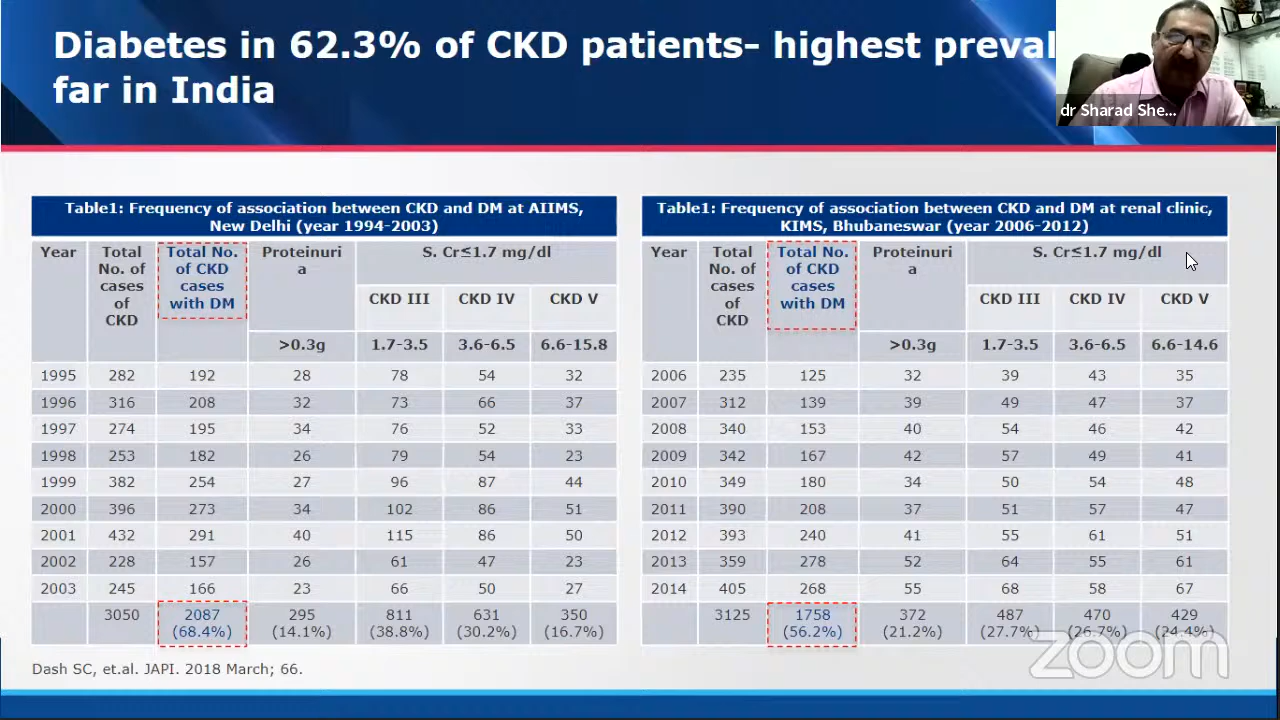 Diabetes in 62.3% of CKD patients– highest preval
far in India
dr Sharad She...
Table1: Frequency of association between CKD and DM at AIIMS,
New Delhi (year 1994-2003)
Year Total No. of cases of CKD Total No. of CKD cases with DM Proteinuri a S. Cr≤1.7 mg/dl
CKD III CKD IV CKD V
>0.3g 1.7-3.5 3.6-6.5 6.6-15.8
1995 282 192 28 78 54 32
1996 316 208 32 73 66 37
1997 274 195 34 76 52 33
1998 253 182 26 79 54 23
1999 382 254 27 96 87 44
2000 396 273 34 102 86 51
2001 432 291 40 115 86 50
2002 228 157 26 61 47 23
2003 245 166 23 66 50 27
3050 2087 295 811 631 350
(68.4%) (14.1%) (38.8%) (30.2%) (16.7%)
Table1: Frequency of association between CKD and DM at renal clinic,
KIMS, Bhubaneswar (year 2006-2012)
Year Total No. of cases of CKD Total No. of CKD cases with DM Proteinuri a S. Cr≤1.7 mg/dl
CKD III CKD IV CKD V
>0.3g 1.7-3.5 3.6-6.5 6.6-14.6
2006 235 125 32 39 43 35
2007 312 139 39 49 47 37
2008 340 153 40 54 46 42
2009 342 167 42 57 49 41
2010 349 180 34 50 54 48
2011 390 208 37 51 57 47
2012 393 240 41 55 61 51
2013 359 278 62 64 55 61
2014 405 268 55 68 58 67
3125 1758 372 487 470 429
(56.2%) (21.2%) (27.7%) (26.7%) (24.4%)
zoom
Dash SC, et.al. JAPI. 2018 March; 66.